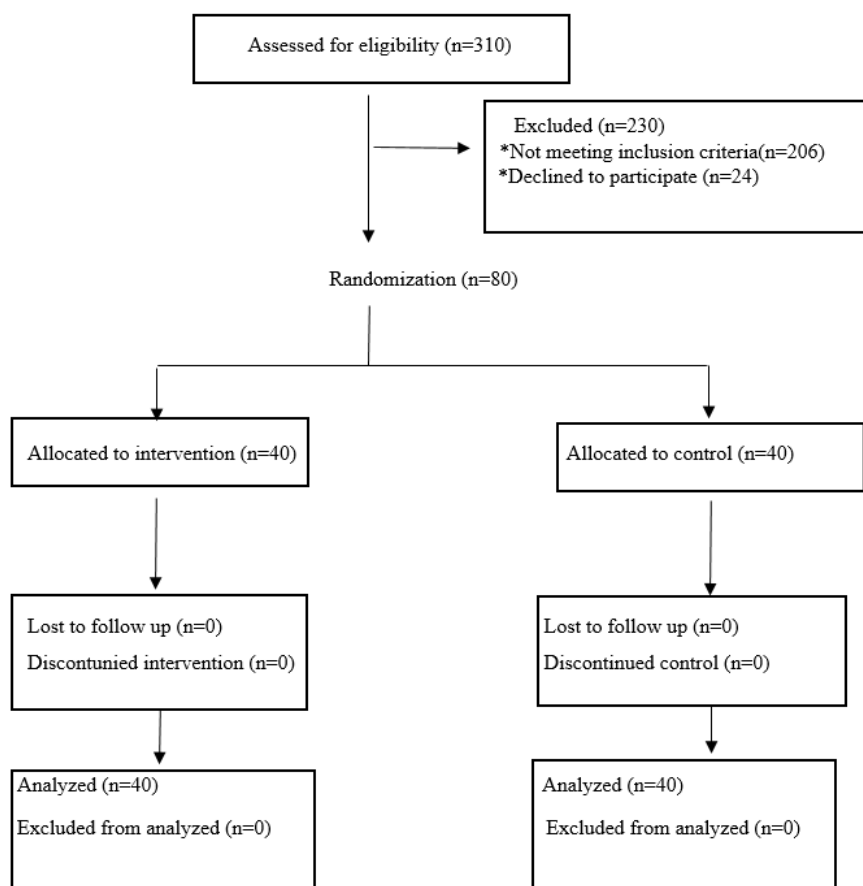 Assessed for eligibility (n=310)
Excluded (n=230)
*Not meeting inclusion criteria(n=206)
*Declined to participate (n=24)
Randomization (n=80)
Allocated to intervention (n=40)
Allocated to control (n=40)
Lost to follow up (n=0)
Discontunied intervention (n=0)
Lost to follow up (n=0)
Discontinued control (n=0)
Analyzed (n=40)
Excluded from analyzed (n=0)
Analyzed (n=40)
Excluded from analyzed (n=0)